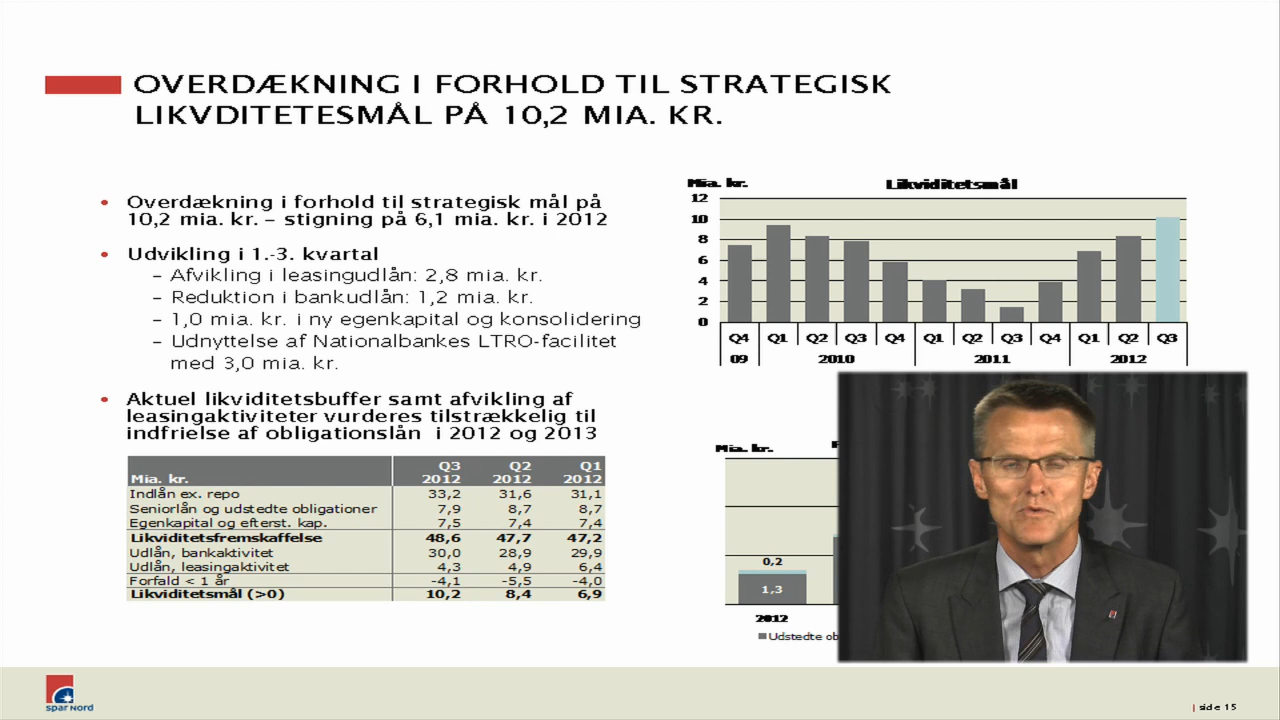 OVERDÆKNING I FORHOLD TIL STRATEGISK
LIKVDITETESMÅL PÅ 10,2 MIA. KR.
• Overdækning i forhold til strategisk mål på
10,2 mia. kr. – stigning på 6,1 mia. kr. i 2012
• Udvikling i 1.-3. kvartal
– Afvikling i leasingudlån: 2,8 mia. kr.
– Reduktion i bankudlån: 1,2 mia. kr.
– 1,0 mia. kr. i ny egenkapital og konsolidering
– Udnyttelse af Nationalbankes LTRO-facilitet
med 3,0 mia. kr.
• Aktuel likviditetsbuffer samt afvikling af
leasingaktiviteter vurderes tilstrækkelig til
indfrielse af obligationslån i 2012 og 2013
Q3 Q2 Q1
Mia. kr. 2012 2012 2012
Indlån ex. repo 33,2 31,6 31,1
Seniorlån og udstedte obligationer 7,9 8,7 8,7
Egenkapital og efterst. kap. 7,5 7,4 7,4
Likviditetsfremskaffelse 48,6 47,7 47,2
Udlån, bankaktivitet 30,0 28,9 29,9
Udlån, leasingaktivitet 4,3 4,9 6,4
Forfald < 1 år -4,1 -5,5 -4,0
Likviditetsmål (>0) 10,2 8,4 6,9
Mia. kr. Likviditetsmål
12
10
8
6
4
2
0
Q4 Q1 Q2 Q3 Q4 Q1 Q2 Q3 Q4 Q1 Q2 Q3
09 2010 2011 2012
Mia. kr.
0,2
1,3
2012
Udstedte ob
Spar Nord
| side 15